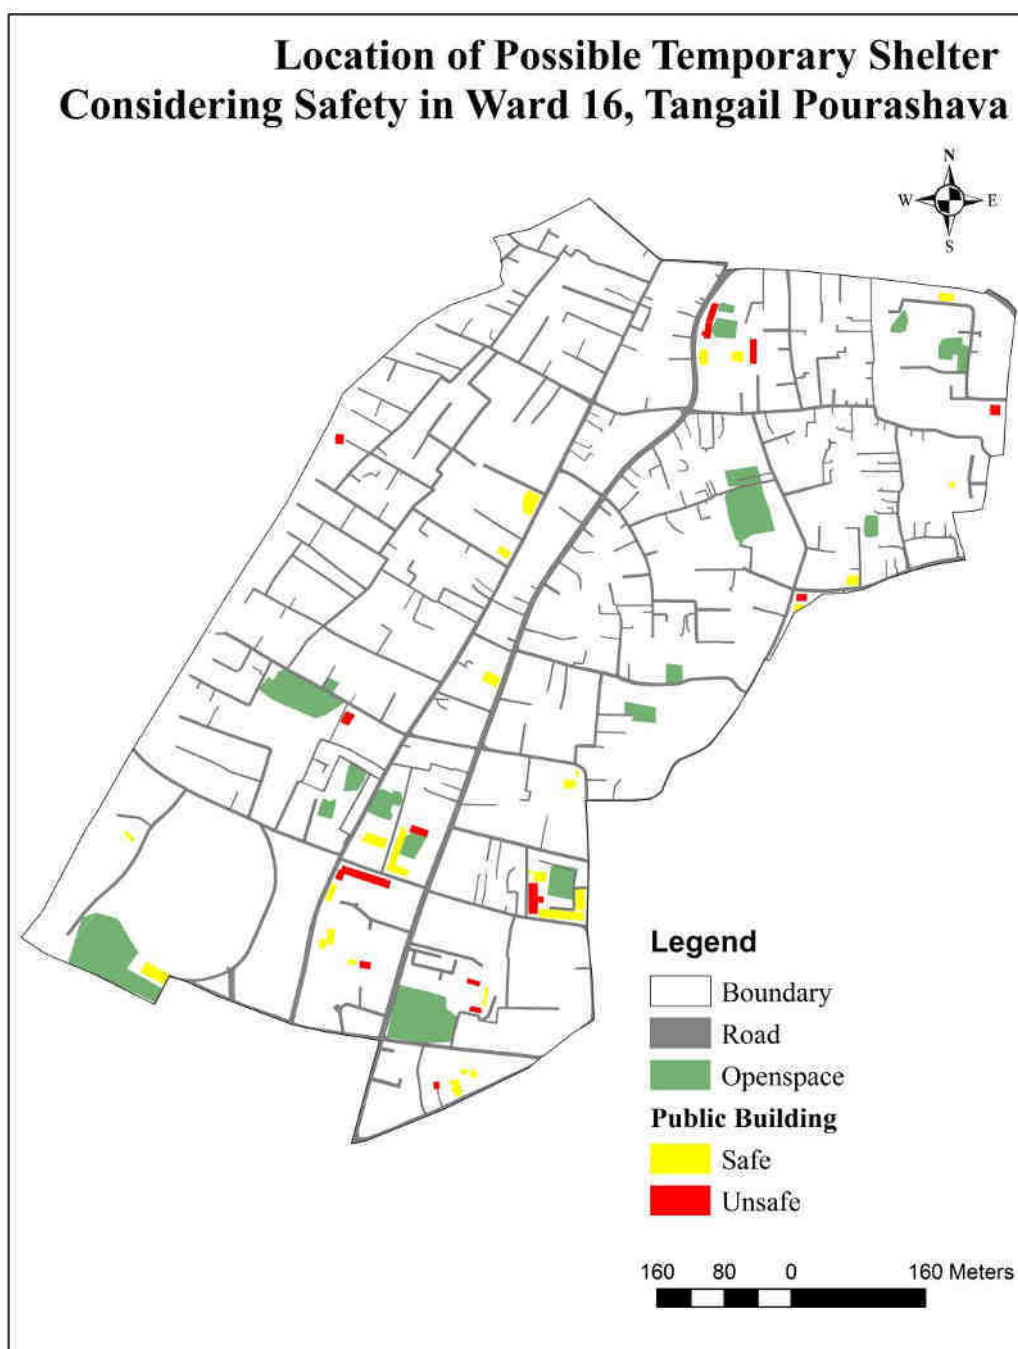 Location of Possible Temporary Shelter
Considering Safety in Ward 16, Tangail Pourashava
N
W E
S
Legend
Boundary
Road
Openspace
Public Building
Safe
Unsafe
160 80 0 160 Meters